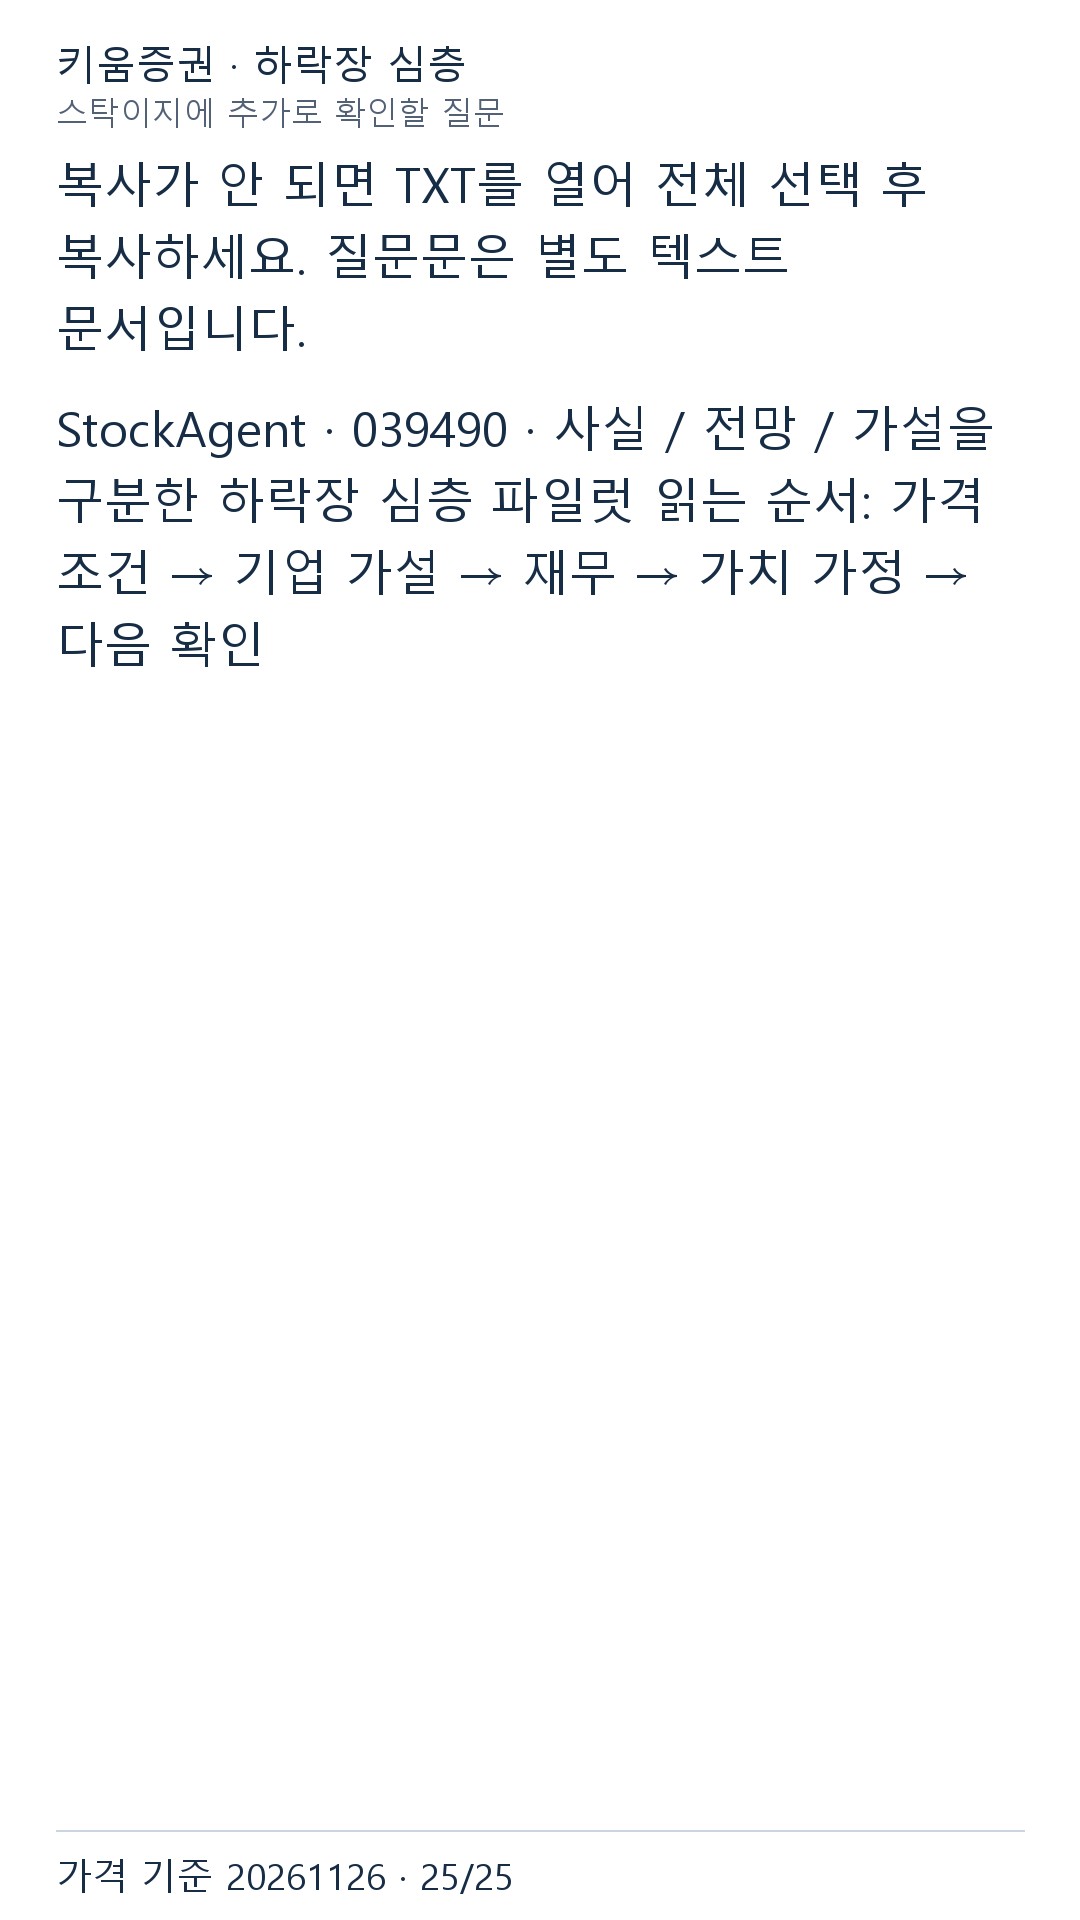 키움증권 · 하락장 심층
스탁이지에 추가로 확인할 질문
복사가 안 되면 TXT를 열어 전체 선택 후
복사하세요. 질문문은 별도 텍스트
문서입니다.
StockAgent · 039490 · 사실 / 전망 / 가설을
구분한 하락장 심층 파일럿 읽는 순서: 가격
조건 → 기업 가설 → 재무 → 가치 가정 →
다음 확인
가격 기준 20261126 · 25/25